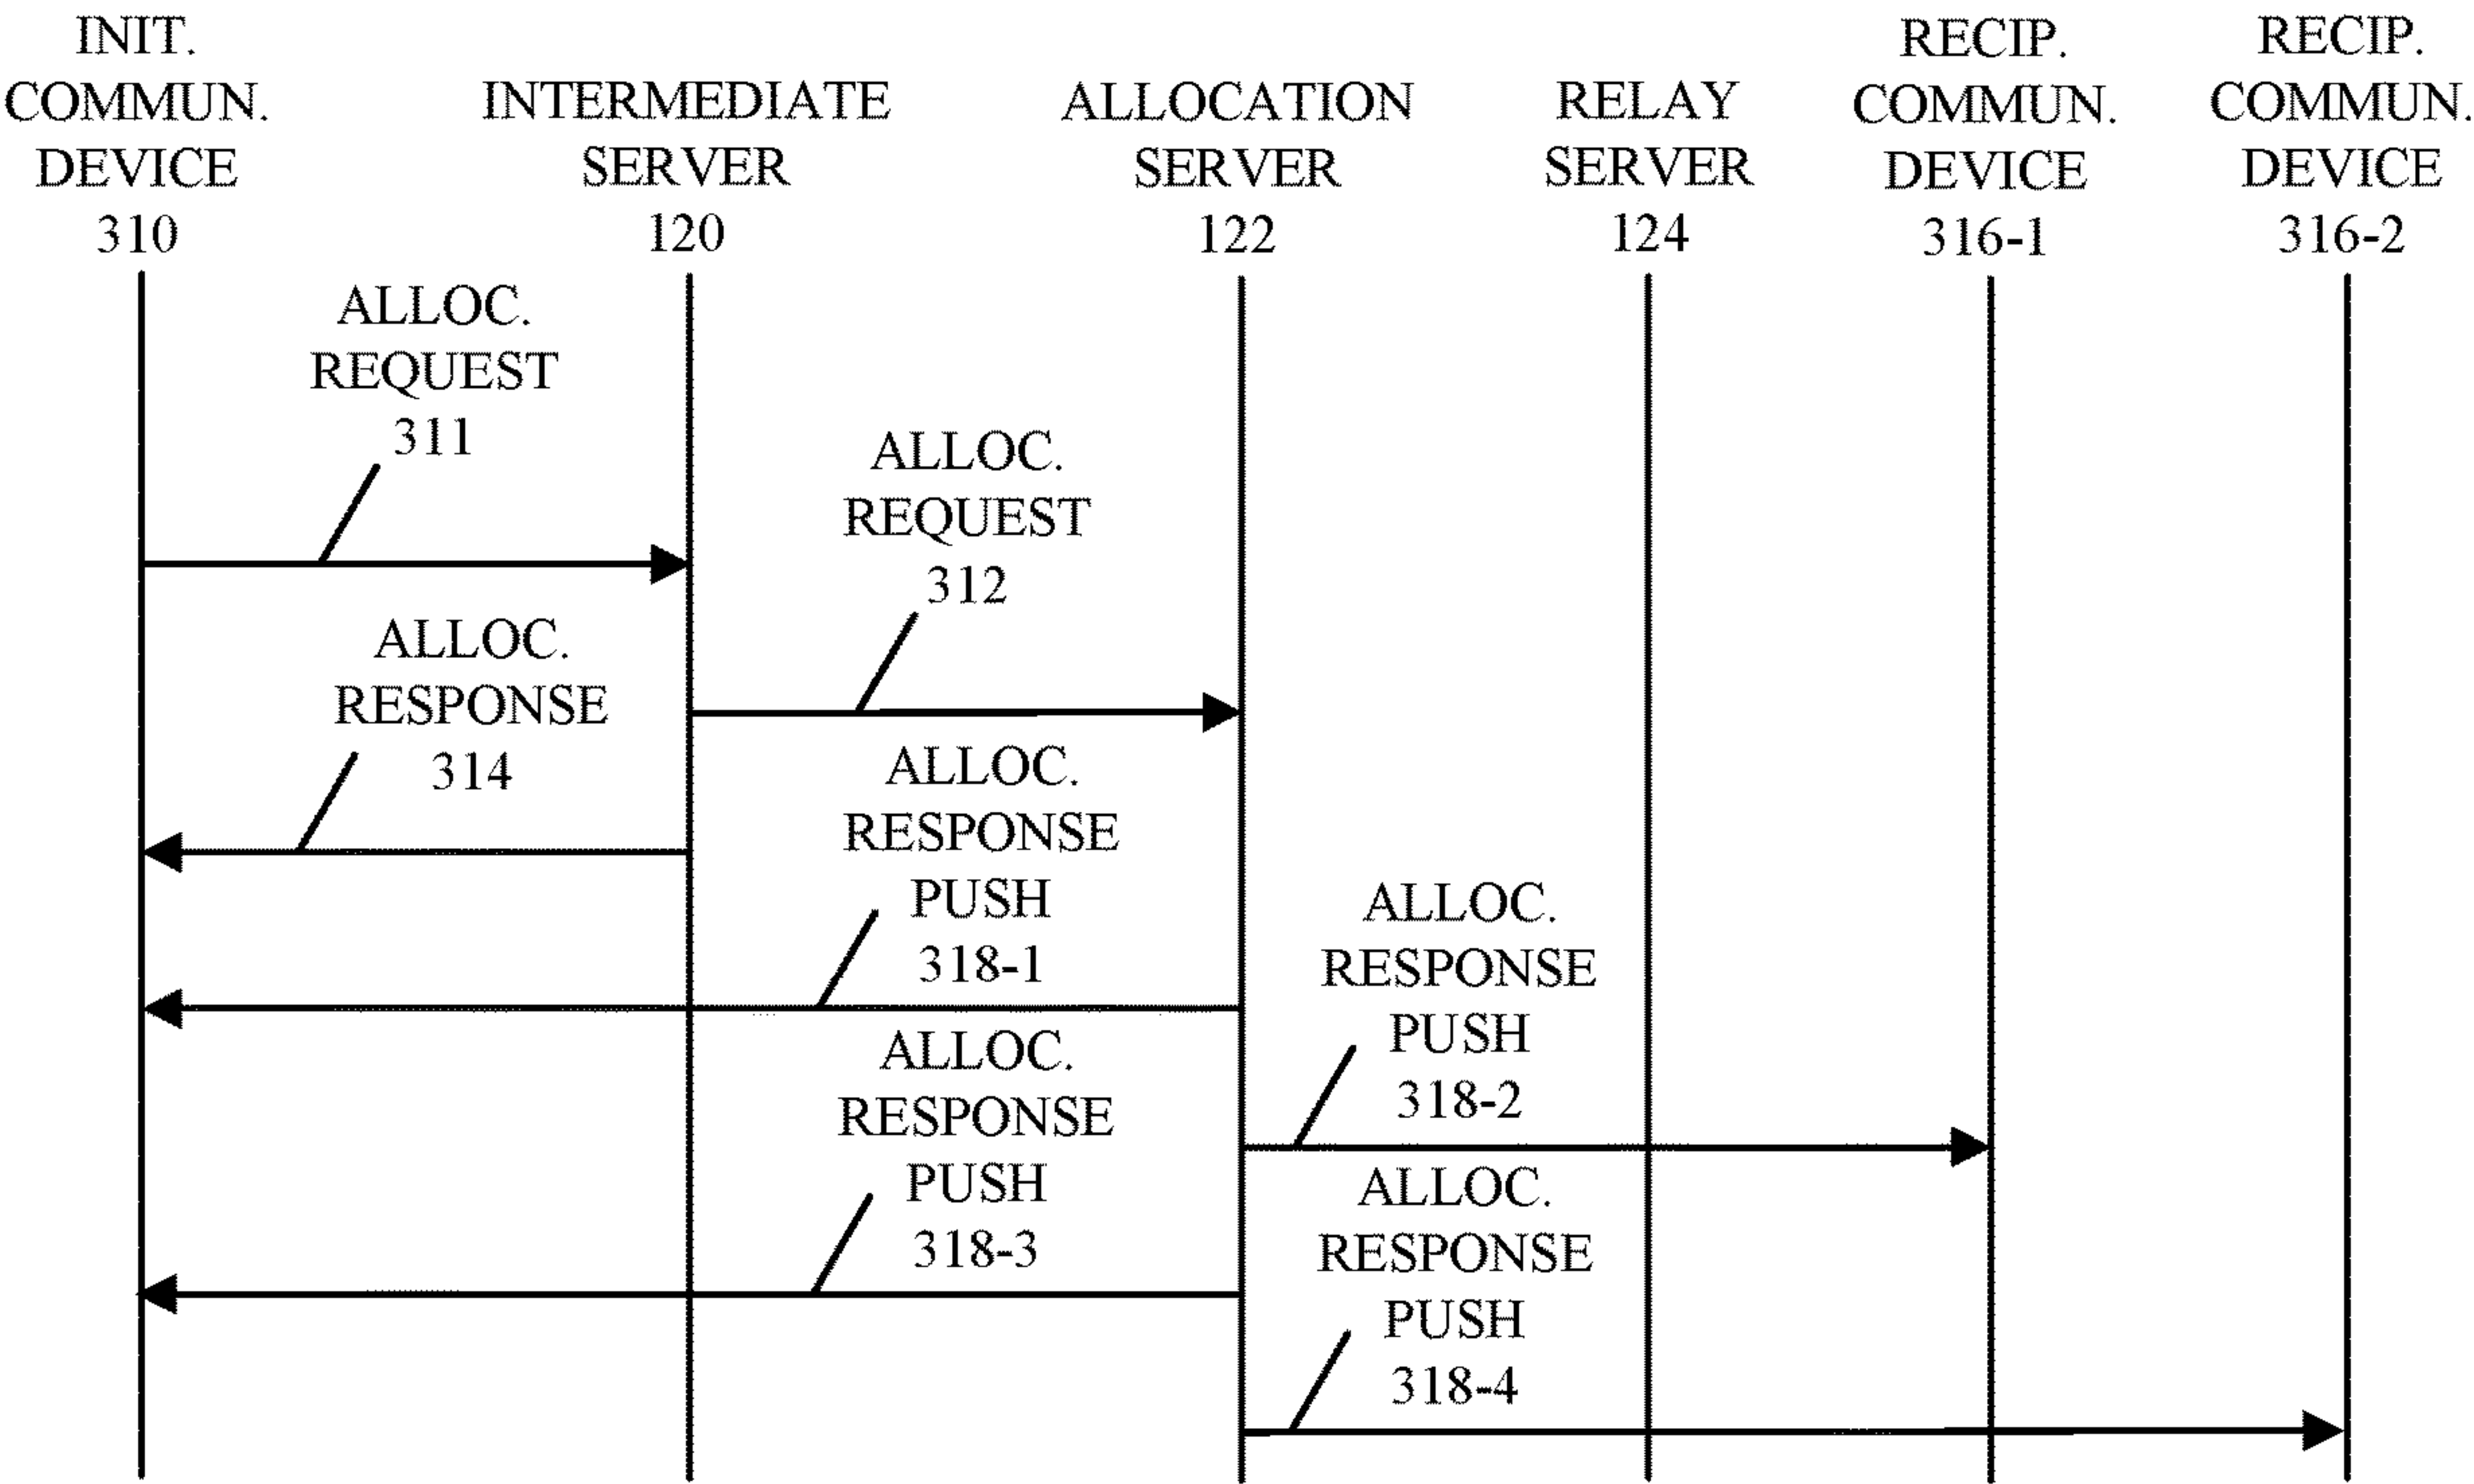 INIT.
COMMUN.
DEVICE
310
INTERMEDIATE
SERVER
120
ALLOCATION
SERVER
122
RELAY
SERVER
124
RECIP.
COMMUN.
DEVICE
316-1
RECIP.
COMMUN.
DEVICE
316-2
ALLOC.
REQUEST
311
ALLOC.
REQUEST
312
ALLOC.
RESPONSE
314
ALLOC.
RESPONSE
PUSH
318-1
ALLOC.
RESPONSE
PUSH
318-2
ALLOC.
RESPONSE
PUSH
318-3
ALLOC.
RESPONSE
PUSH
318-4